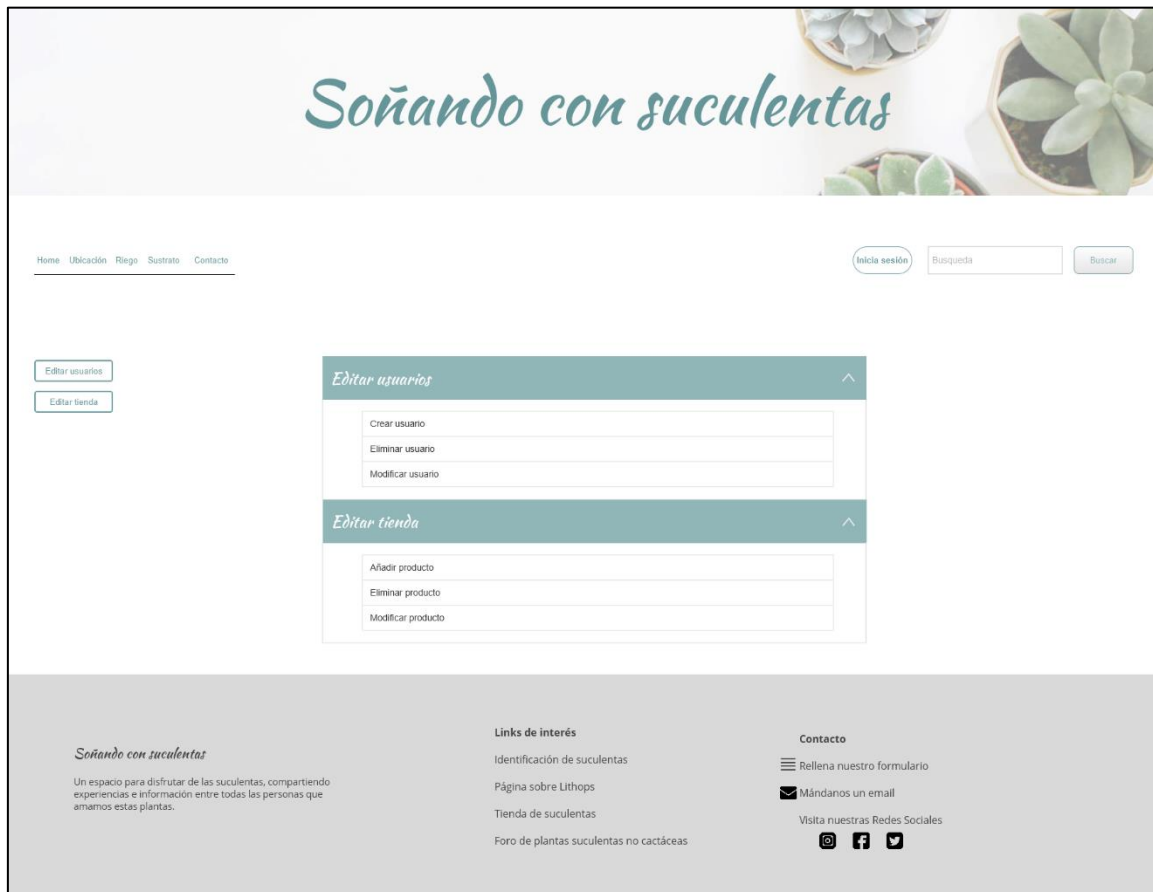 Soñando con suculentas
Home Ubicación Riego Sustrato Contacto
Inicia sesión Busqueda Buscar
Editar usuarios
Editar tienda
Editar usuarios
Crear usuario
Eliminar usuario
Modificar usuario
Editar tienda
Añadir producto
Eliminar producto
Modificar producto
Soñando con suculentas
Un espacio para disfrutar de las suculentas, compartiendo
experiencias e información entre todas las personas que
amamos estas plantas.
Links de interés
Identificación de suculentas
Página sobre Lithops
Tienda de suculentas
Foro de plantas suculentas no cactáceas
Contacto
Rellena nuestro formulario
Mándanos un email
Visita nuestras Redes Sociales